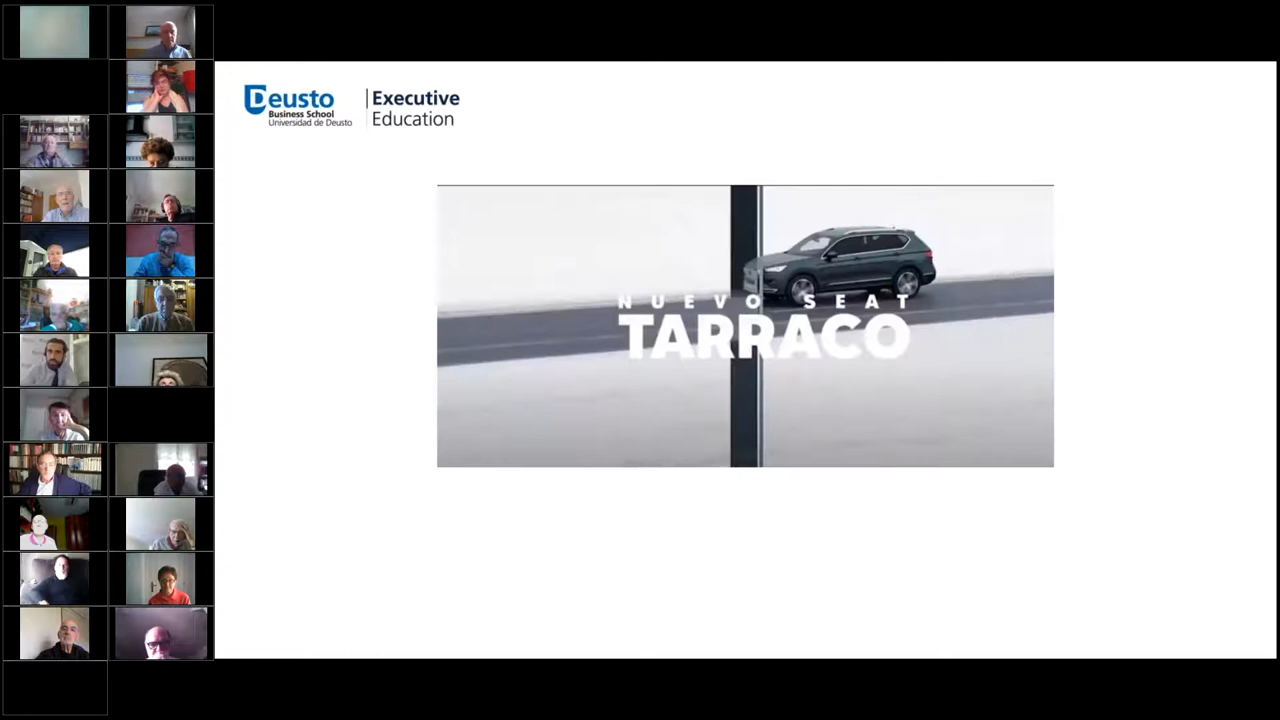 Deusto
Business School
Universidad de Deusto
Executive
Education
NUEVO SEAT
TARRACO